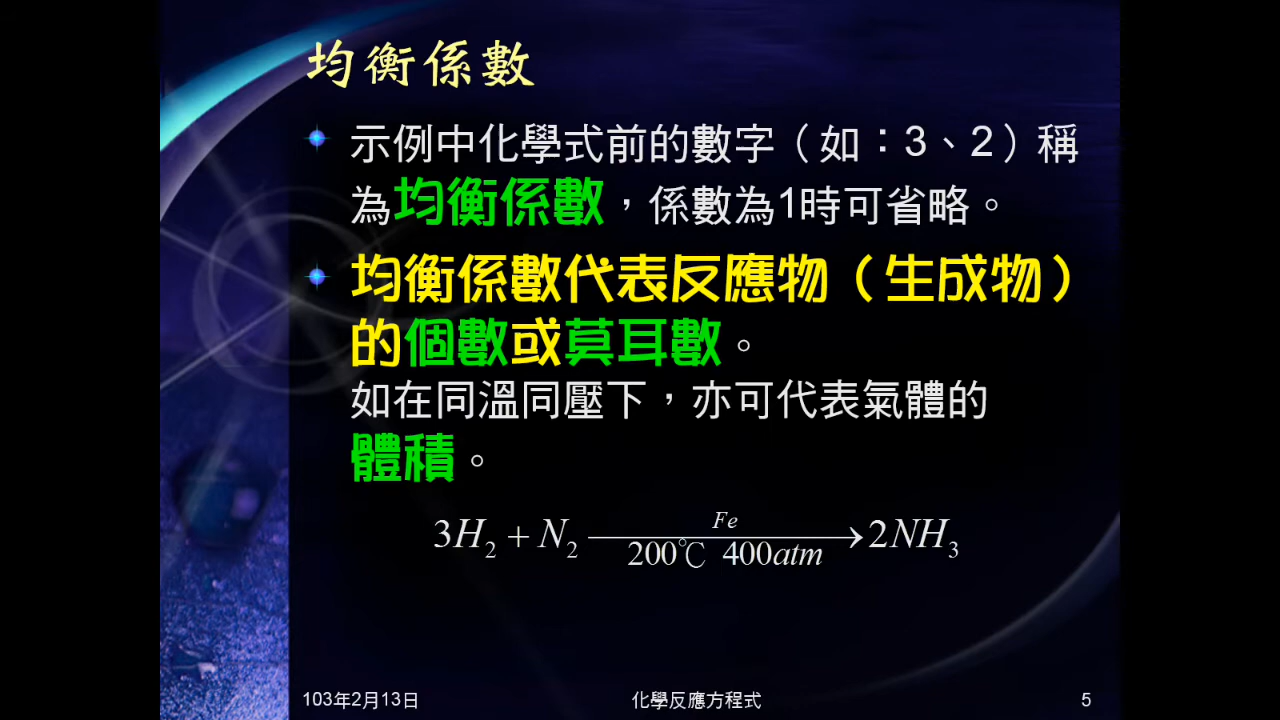 均衡係數
示例中化學式前的數字（如：3、2）稱
為均衡係數，係數為1時可省略。
均衡係數代表反應物（生成物）
的個數或莫耳數。
如在同溫同壓下，亦可代表氣體的
體積。
Fe
3H₂ + N₂ ⟶ 2NH₃
200℃ 400atm
103年2月13日
化學反應方程式
5